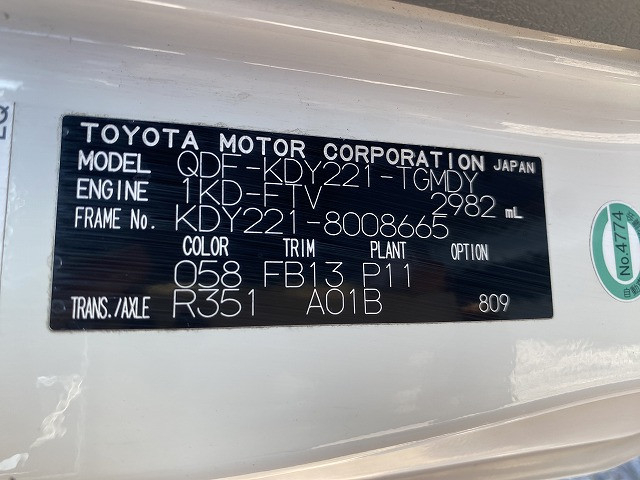 TOYOTA MOTOR CORPORATION JAPAN
MODEL QDF-KDY221-TGMDY
ENGINE 1KD-FTV 2982 mL
FRAME No. KDY221-8008665
COLOR TRIM PLANT OPTION
058 FB13 P11
TRANS./AXLE R351 A01B 809
No.4774